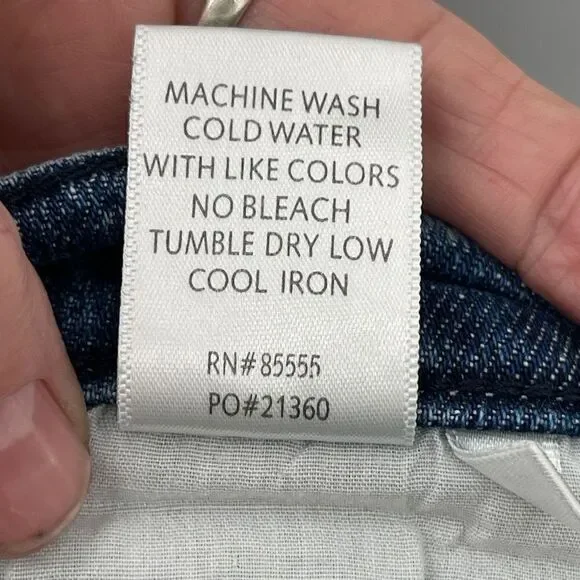 MACHINE WASH
COLD WATER
WITH LIKE COLORS
NO BLEACH
TUMBLE DRY LOW
COOL IRON
RN#85555
PO#21360